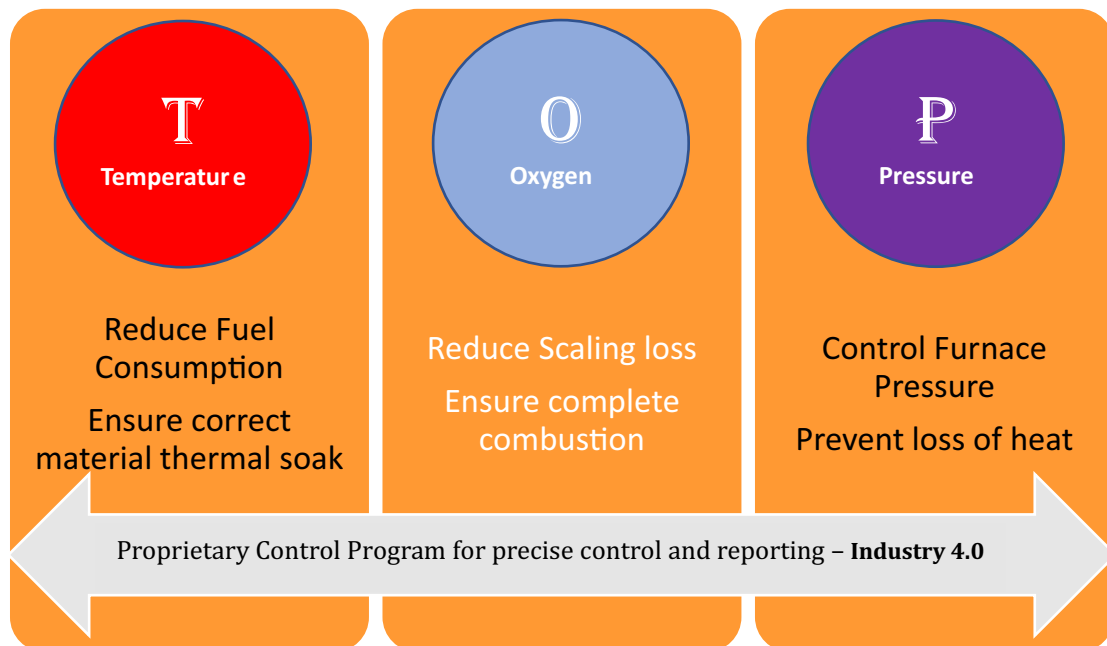 T
Temperature
Reduce Fuel
Consumption
Ensure correct
material thermal soak
O
Oxygen
Reduce Scaling loss
Ensure complete
combustion
P
Pressure
Control Furnace
Pressure
Prevent loss of heat
Proprietary Control Program for precise control and reporting – Industry 4.0